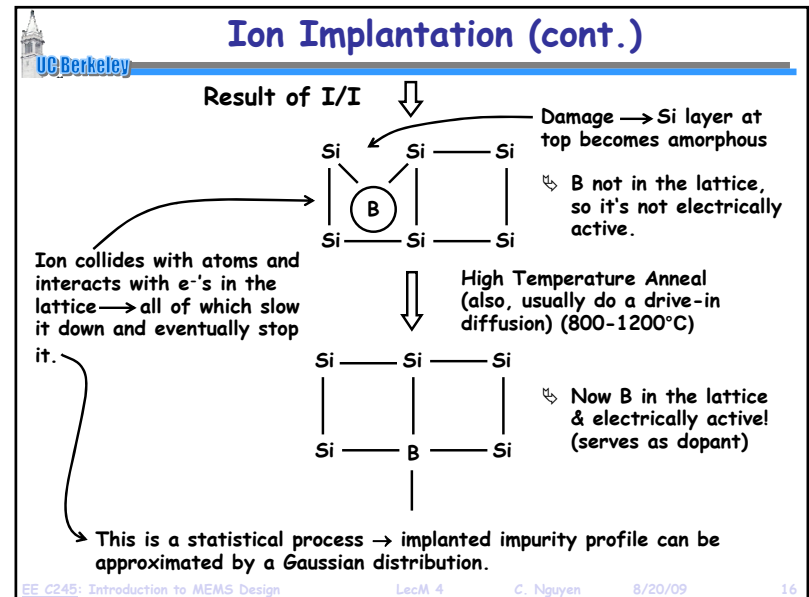 Ion Implantation (cont.)
UC Berkeley
Result of I/I
Damage → Si layer at
top becomes amorphous
Si Si Si
B
Si Si Si
B not in the lattice,
so it's not electrically
active.
Ion collides with atoms and
interacts with e-'s in the
lattice → all of which slow
it down and eventually stop
it.
High Temperature Anneal
(also, usually do a drive-in
diffusion) (800-1200°C)
Si Si Si
Si B Si
Now B in the lattice
& electrically active!
(serves as dopant)
This is a statistical process → implanted impurity profile can be
approximated by a Gaussian distribution.
EE C245: Introduction to MEMS Design LecM 4 C. Nguyen 8/20/09 16